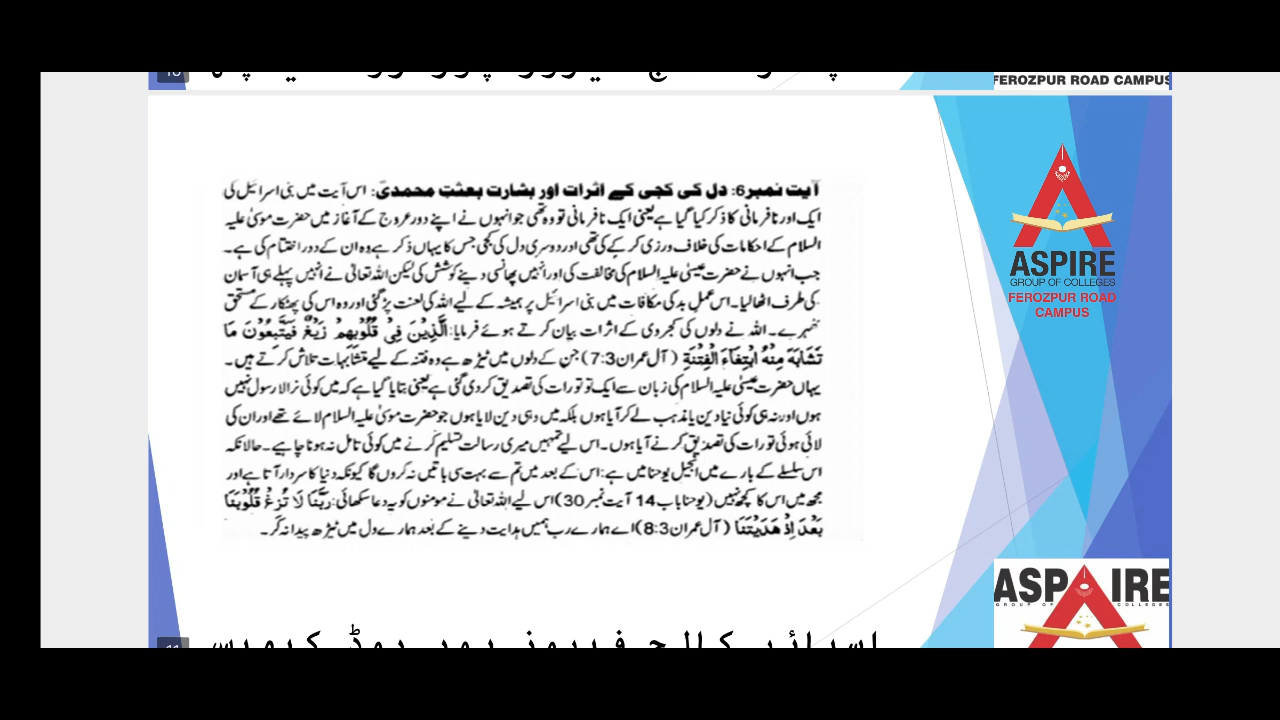 FEROZPUR ROAD CAMPUS
آیت نمبر6: دل کی کجی کے اثرات اور بشارت بعثت محمدیؐ: اس آیت میں بنی اسرائیل کی
ایک اور نافرمانی کا ذکر کیا گیا ہے یعنی ایک نافرمانی تو وہ تھی جو انہوں نے اپنے دور عروج کے آغاز میں حضرت موسیٰ علیہ
السلام کے احکامات کی خلاف ورزی کر کے کی تھی اور دوسری دل کی کجی جس کا یہاں ذکر ہے وہ ان کے دور اختتام کی ہے۔
جب انہوں نے حضرت عیسیٰ علیہ السلام کی مخالفت کی اور انہیں پھانسی دینے کوشش کی لیکن اللہ تعالیٰ نے انہیں پہلے ہی آسمان
کی طرف اٹھالیا۔ اس عملِ بد کی مکافات میں بنی اسرائیل پر ہمیشہ کے لیے اللہ کی لعنت پڑ گئی اور وہ اس کی پھٹکار کے مستحق
ٹھہرے۔ اللہ نے دلوں کی کجروی کے اثرات بیان کرتے ہوئے فرمایا: الَّذِیْنَ فِیْ قُلُوْبِهِمْ زَیْغٌ فَیَتَّبِعُوْنَ مَا
تَشَابَهَ مِنْهُ ابْتِغَآءَ الْفِتْنَةِ (آل عمران 7:3) جن کے دلوں میں ٹیڑھ ہے وہ فتنہ کے لیے متشابہات تلاش کرتے ہیں۔
یہاں حضرت عیسیٰ علیہ السلام کی زبان سے ایک تو تورات کی تصدیق کر دی گئی ہے یعنی بتایا گیا ہے کہ میں کوئی نرالا رسول نہیں
ہوں اور نہ ہی کوئی نیا دین یا مذہب لے کر آیا ہوں بلکہ میں وہی دین لایا ہوں جو حضرت موسیٰ علیہ السلام لائے تھے اور ان کی
لائی ہوئی تورات کی تصدیق کرنے آیا ہوں۔ اس لیے تمہیں میری رسالت تسلیم کرنے میں کوئی تامل نہ ہونا چاہیے۔ حالانکہ
اس سلسلے کے بارے میں انجیل یوحنا میں ہے: اس کے بعد میں تم سے بہت سی باتیں نہ کروں گا کیونکہ دنیا کا سردار آتا ہے اور
مجھ میں اس کا کچھ نہیں (یوحنا باب 14 آیت نمبر 30) اس لیے اللہ تعالیٰ نے مومنوں کو یہ دعا سکھائی: رَبَّنَا لَا تُزِغْ قُلُوْبَنَا
بَعْدَ اِذْ هَدَیْتَنَا (آل عمران 8:3) اے ہمارے رب ہمیں ہدایت دینے کے بعد ہمارے دل میں ٹیڑھ پیدا نہ کر۔
ASPIRE
GROUP OF COLLEGES
FEROZPUR ROAD
CAMPUS
ASPIRE
GROUP OF COLLEGES